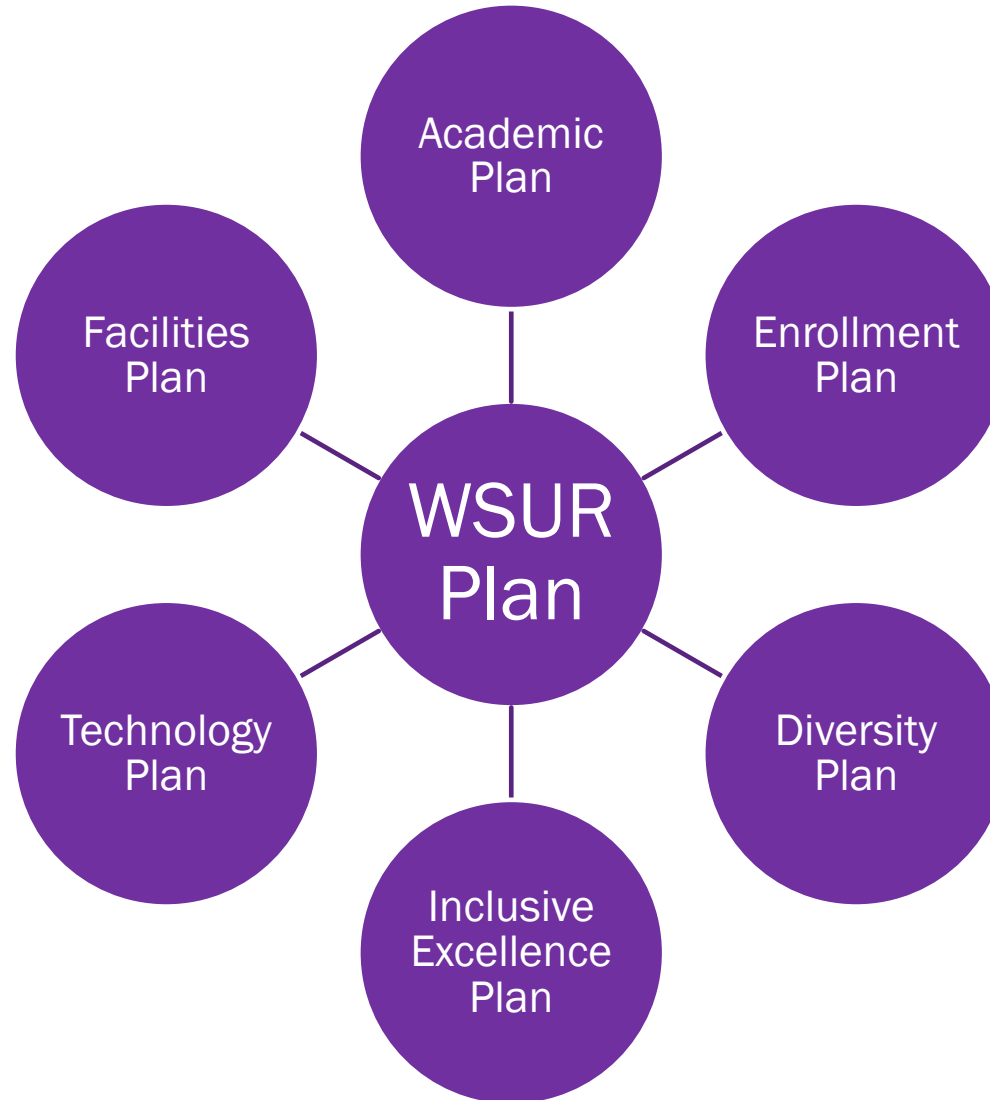 Academic
Plan
Facilities
Plan
Enrollment
Plan
WSUR
Plan
Technology
Plan
Diversity
Plan
Inclusive
Excellence
Plan